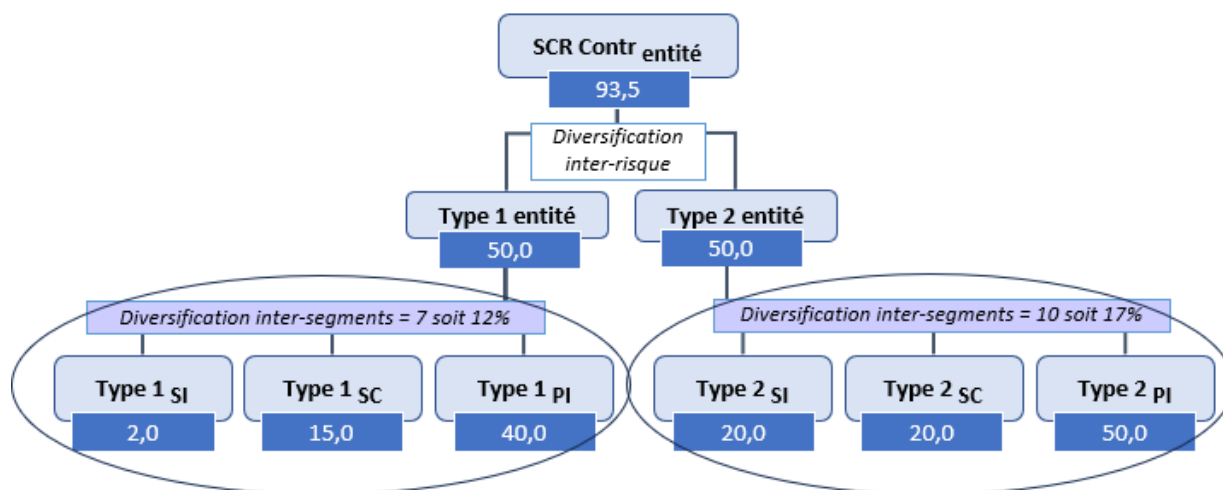 SCR Contr entité
93,5
Diversification
inter-risque
Type 1 entité
50,0
Type 2 entité
50,0
Diversification inter-segments = 7 soit 12%
Diversification inter-segments = 10 soit 17%
Type 1 SI
2,0
Type 1 SC
15,0
Type 1 PI
40,0
Type 2 SI
20,0
Type 2 SC
20,0
Type 2 PI
50,0